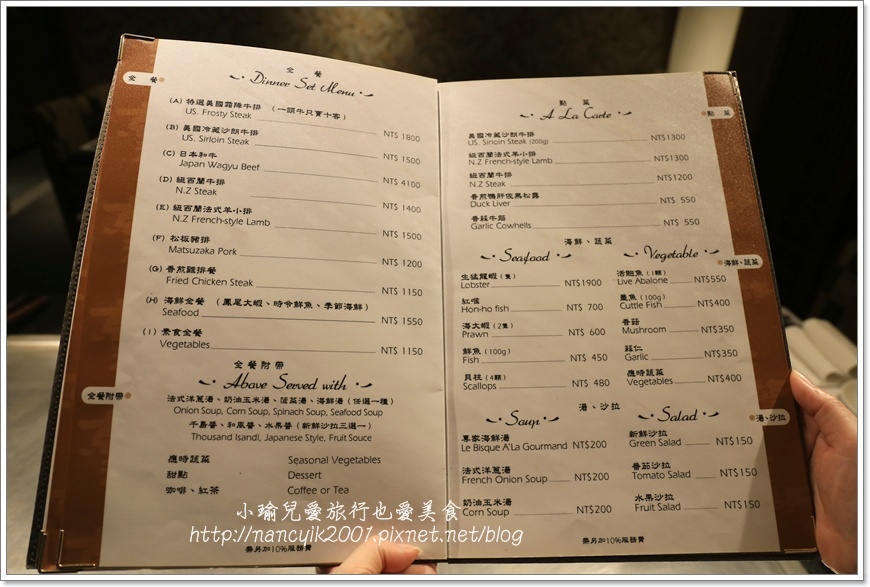 全 餐
全 餐
Dinner Set Menu
(A) 特選美國霜降牛排 (一頭牛只賣十客)
US. Frosty Steak NT$ 1800
(B) 美國冷藏沙朗牛排
US. Sirloin Steak NT$ 1500
(C) 日本和牛
Japan Wagyu Beef NT$ 4100
(D) 紐西蘭牛排
N.Z Steak NT$ 1400
(E) 紐西蘭法式羊小排
N.Z French-style Lamb NT$ 1500
(F) 松板豬排
Matsuzaka Pork NT$ 1200
(G) 香煎雞排餐
Fried Chicken Steak NT$ 1150
(H) 海鮮全餐 (鳳尾大蝦、時令鮮魚、季節海鮮)
Seafood NT$ 1550
(I) 素食全餐
Vegetables NT$ 1150
全餐附帶
全餐附帶
Above Served with
法式洋蔥湯、奶油玉米湯、菠菜湯、海鮮湯 (任選一種)
Onion Soup, Corn Soup, Spinach Soup, Seafood Soup
千島醬、和風醬、水果醬 (新鮮沙拉三選一)
Thousand Isandl, Japanese Style, Fruit Souce
應時蔬菜 Seasonal Vegetables
甜點 Dessert
咖啡、紅茶 Coffee or Tea
點 菜
點 菜
A La Carte
美國冷藏沙朗牛排
US. Sirloin Steak (200g) NT$1300
紐西蘭法式羊小排
N.Z French-style Lamb NT$1300
紐西蘭牛排
N.Z Steak NT$1200
香煎鴨肝佐黑松露
Duck Liver NT$ 550
香蒜牛筋
Garlic Cowhells NT$ 550
海鮮、蔬菜
海鮮、蔬菜
Seafood
生猛龍蝦 (隻)
Lobster NT$1900
紅喉
Hon-ho fish NT$ 700
海大蝦 (2隻)
Prawn NT$ 600
鮮魚 (100g)
Fish NT$ 450
貝柱 (4顆)
Scallops NT$ 480
Vegetable
活鮑魚 (1顆)
Live Abalone NT$550
墨魚 (100g)
Cuttle Fish NT$400
香菇
Mushroom NT$350
蒜仁
Garlic NT$350
應時蔬菜
Vegetables NT$400
湯、沙拉
湯、沙拉
Soup
專家海鮮湯
Le Bisque A'La Gourmand NT$200
法式洋蔥湯
French Onion Soup NT$200
奶油玉米湯
Corn Soup NT$200
Salad
新鮮沙拉
Green Salad NT$150
番茄沙拉
Tomato Salad NT$150
水果沙拉
Fruit Salad NT$150
需另加10%服務費
需另加10%服務費
小瑜兒愛旅行也愛美食
http://nancyik2001.pixnet.net/blog